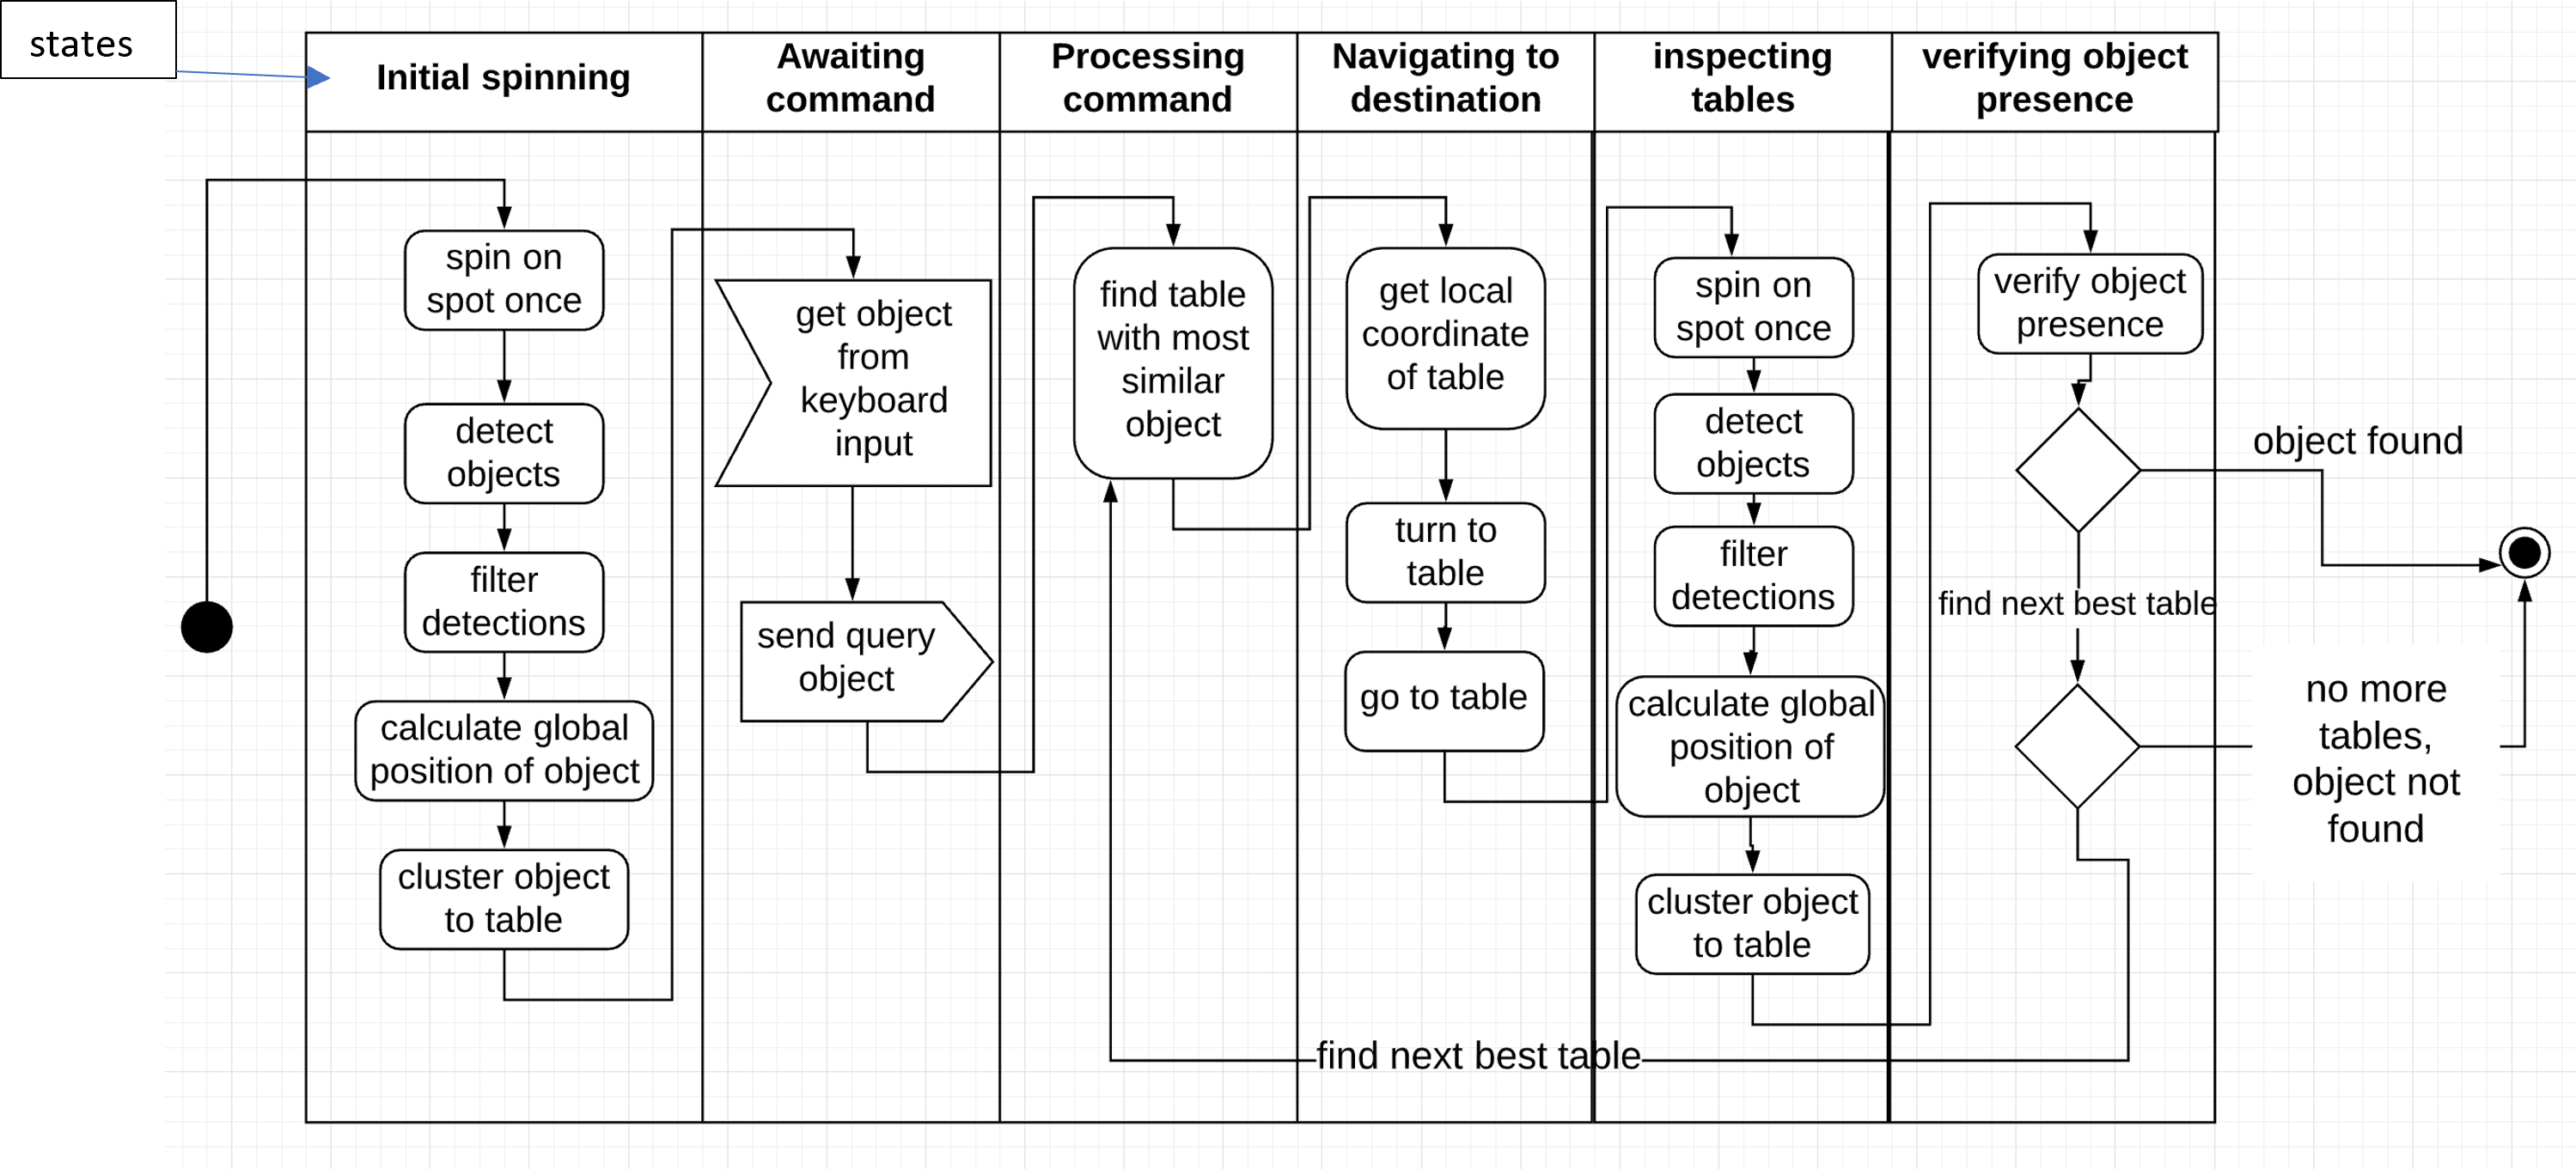 states
Initial spinning
Awaiting
command
Processing
command
Navigating to
destination
inspecting
tables
verifying object
presence
spin on
spot once
detect
objects
filter
detections
calculate global
position of object
cluster object
to table
get object
from
keyboard
input
send query
object
find table
with most
similar
object
get local
coordinate
of table
turn to
table
go to table
spin on
spot once
detect
objects
filter
detections
calculate global
position of
object
cluster object
to table
verify object
presence
object found
find next best table
no more
tables,
object not
found
find next best table